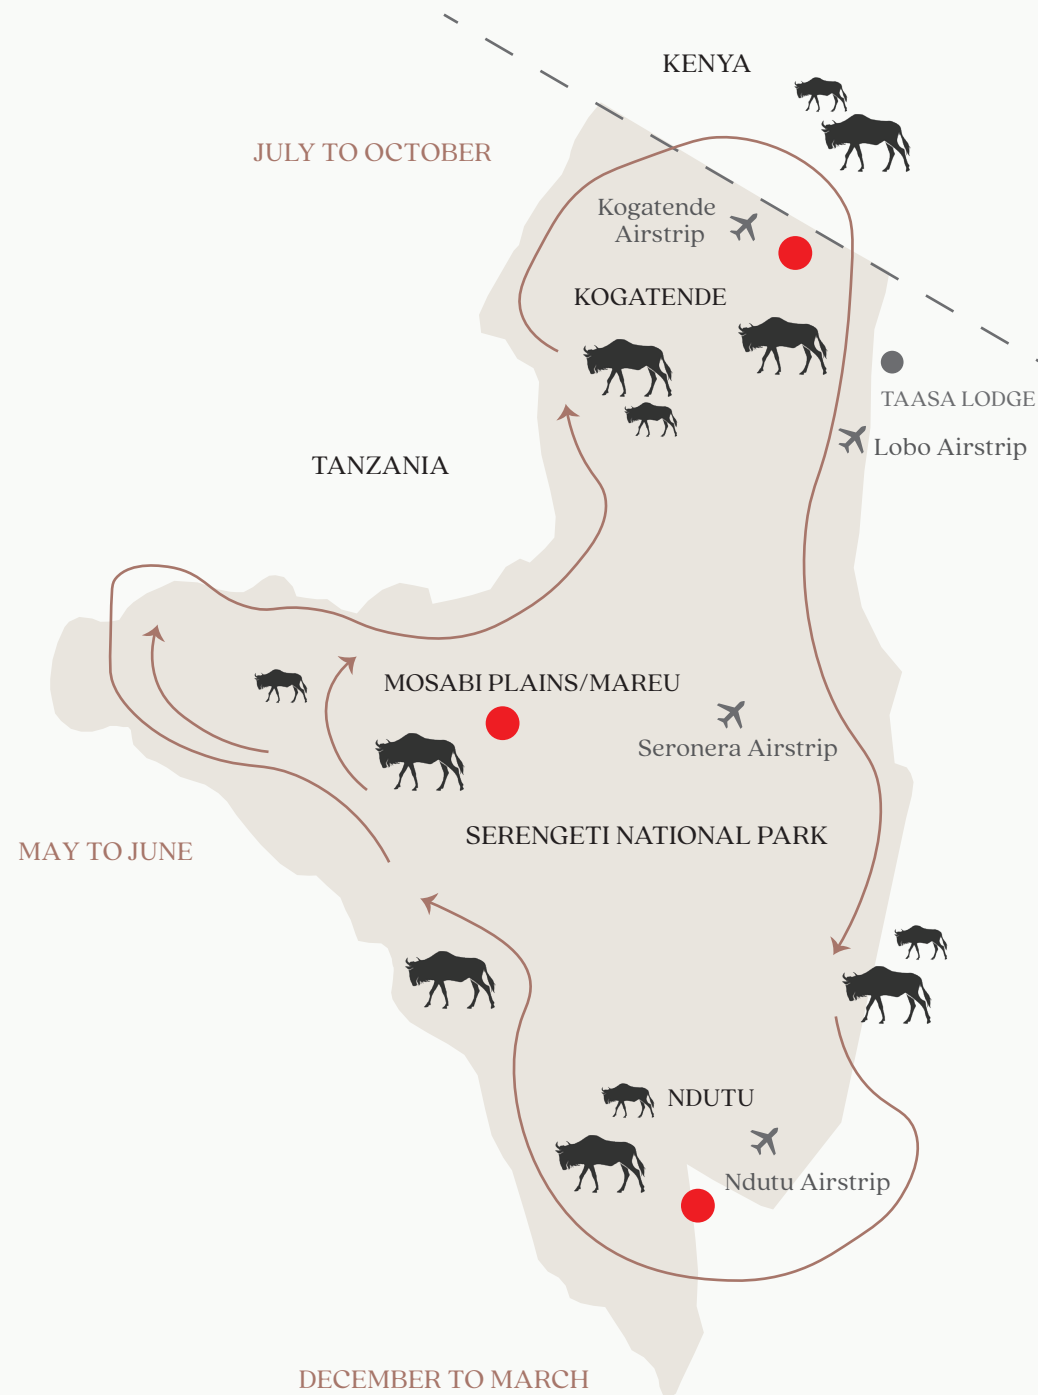 KENYA
JULY TO OCTOBER
Kogatende
Airstrip
KOGATENDE
TAASA LODGE
Lobo Airstrip
TANZANIA
MOSABI PLAINS/MAREU
Seronera Airstrip
SERENGETI NATIONAL PARK
MAY TO JUNE
NDUTU
Ndutu Airstrip
DECEMBER TO MARCH